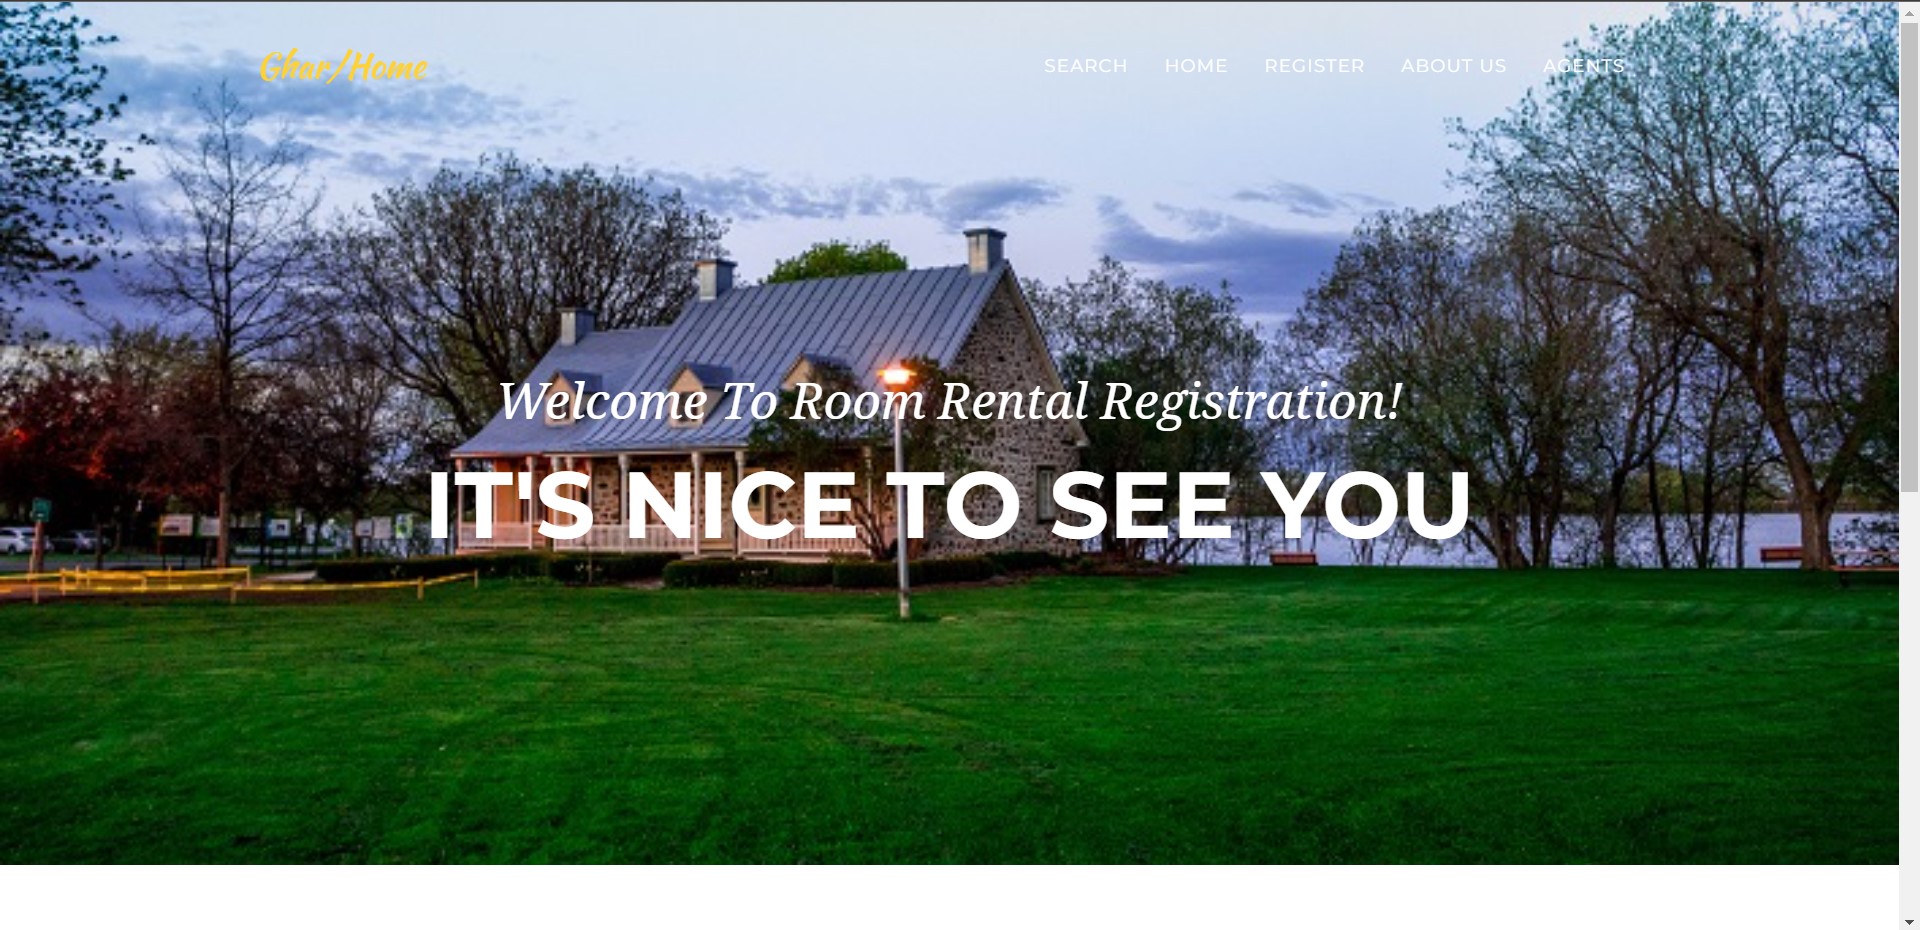 Ghar/Home
SEARCH HOME REGISTER ABOUT US AGENTS
Welcome To Room Rental Registration!
IT'S NICE TO SEE YOU